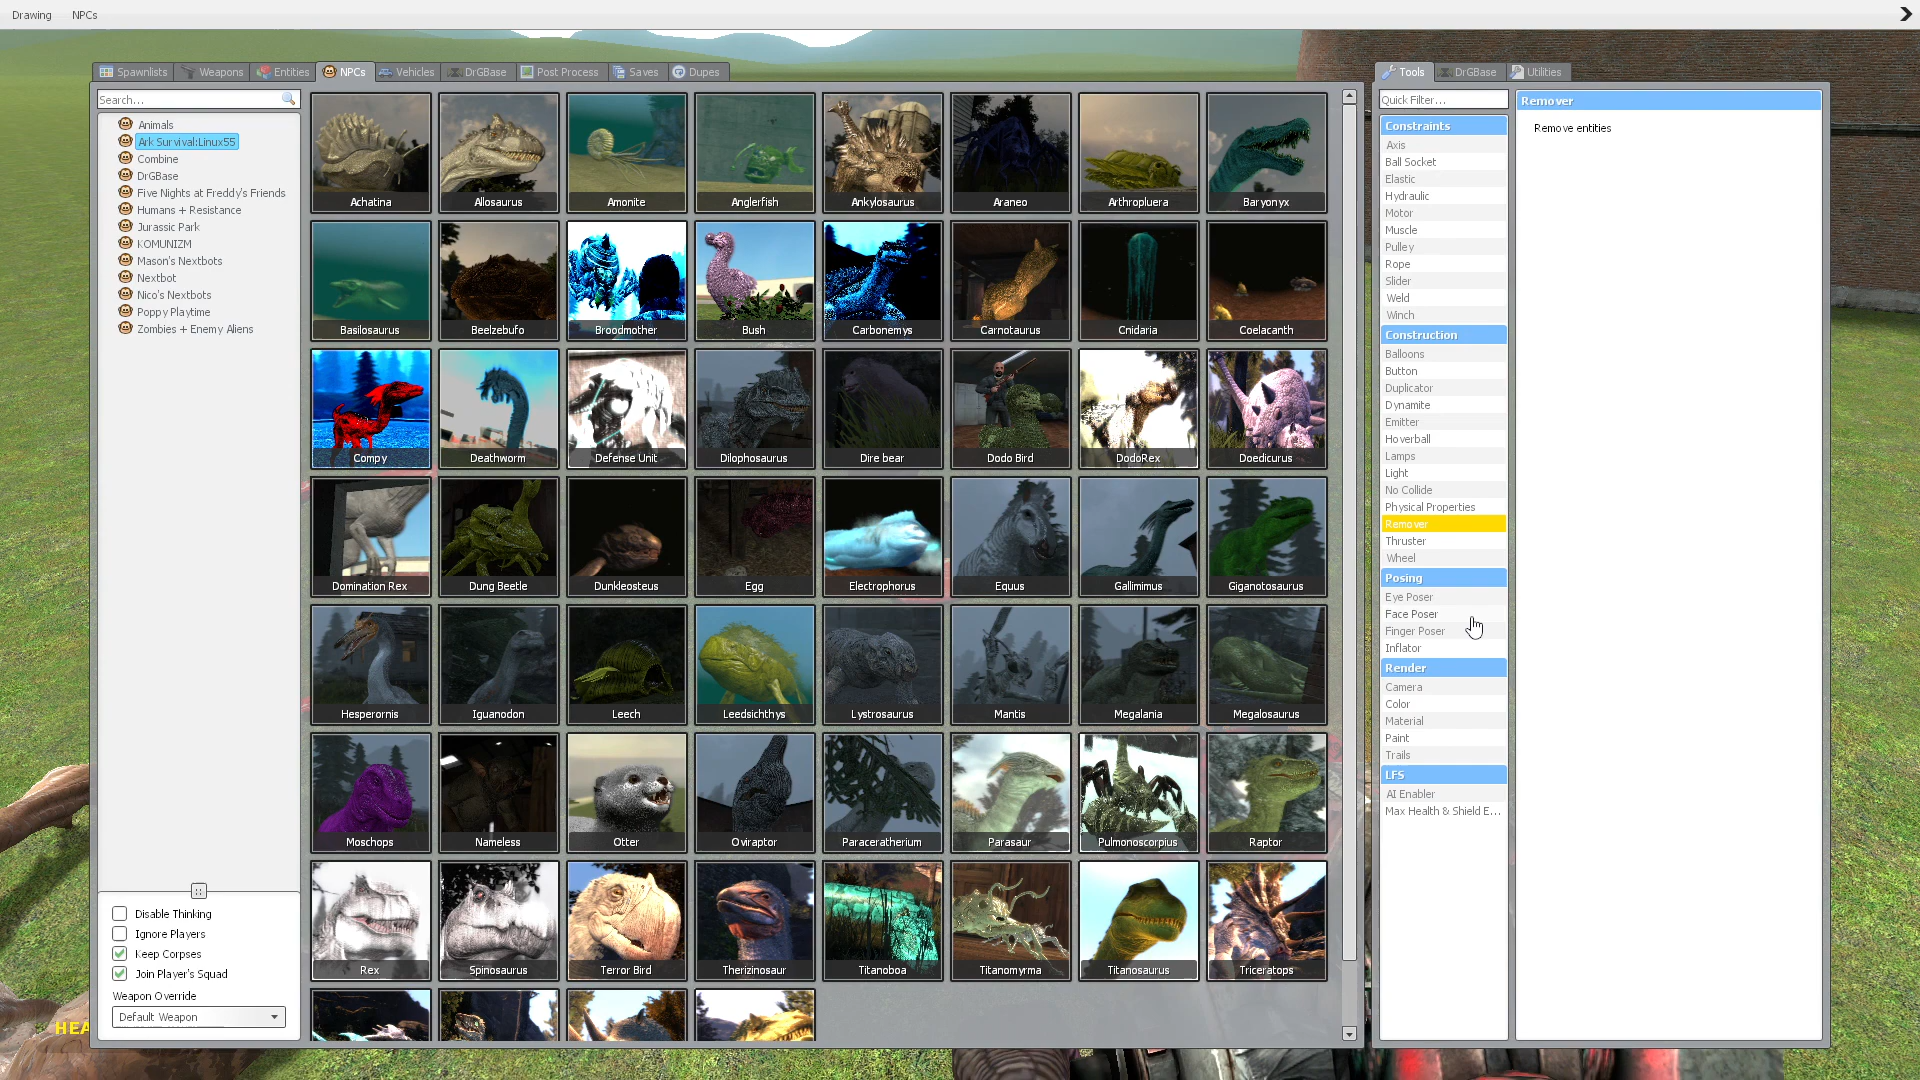 Drawing NPCs
Spawnlists Weapons Entities NPCs Vehicles DrGBase Post Process Saves Dupes
Search...
Animals
Ark Survival:Linux55
Combine
DrGBase
Five Nights at Freddy's Friends
Humans + Resistance
Jurassic Park
KOMUNIZM
Mason's Nextbots
Nextbot
Nico's Nextbots
Poppy Playtime
Zombies + Enemy Aliens
Disable Thinking
Ignore Players
Keep Corpses
Join Player's Squad
Weapon Override
Default Weapon
HEA
Achatina Allosaurus Amonite Anglerfish Ankylosaurus Araneo Arthropluera Baryonyx
Basilosaurus Beelzebufo Broodmother Bush Carbonemys Carnotaurus Cnidaria Coelacanth
Compy Deathworm Defense Unit Dilophosaurus Dire bear Dodo Bird DodoRex Doedicurus
Domination Rex Dung Beetle Dunkleosteus Egg Electrophorus Equus Gallimimus Giganotosaurus
Hesperornis Iguanodon Leech Leedsichthys Lystrosaurus Mantis Megalania Megalosaurus
Moschops Nameless Otter Oviraptor Paraceratherium Parasaur Pulmonoscorpius Raptor
Rex Spinosaurus Terror Bird Therizinosaur Titanoboa Titanomyrma Titanosaurus Triceratops
Tools DrGBase Utilities
Quick Filter...
Constraints
Axis
Ball Socket
Elastic
Hydraulic
Motor
Muscle
Pulley
Rope
Slider
Weld
Winch
Construction
Balloons
Button
Duplicator
Dynamite
Emitter
Hoverball
Lamps
Light
No Collide
Physical Properties
Remover
Thruster
Wheel
Posing
Eye Poser
Face Poser
Finger Poser
Inflator
Render
Camera
Color
Material
Paint
Trails
LFS
AI Enabler
Max Health & Shield E...
Remover
Remove entities